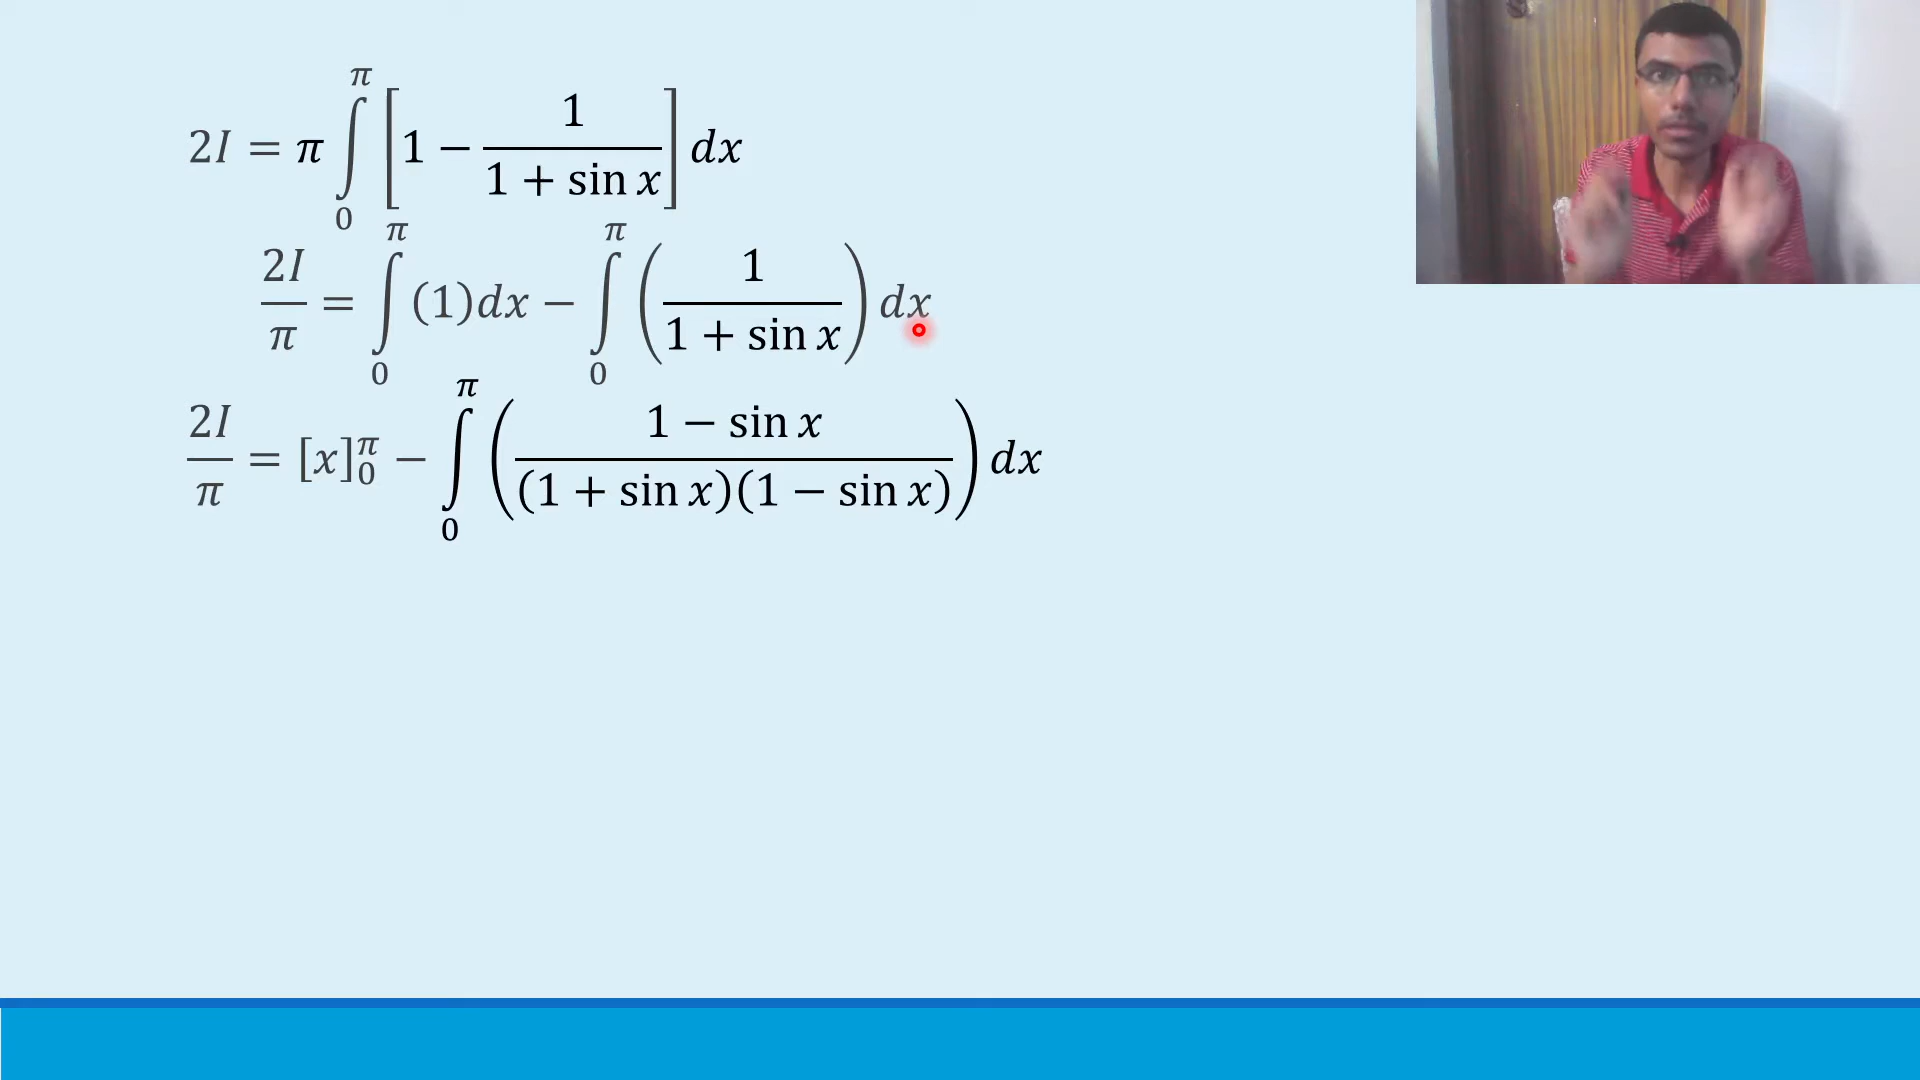 2I = π ∫₀^π [1 − 1/(1 + sin x)] dx
2I/π = ∫₀^π (1)dx − ∫₀^π (1/(1 + sin x)) dx
2I/π = [x]₀^π − ∫₀^π ((1 − sin x)/((1 + sin x)(1 − sin x))) dx